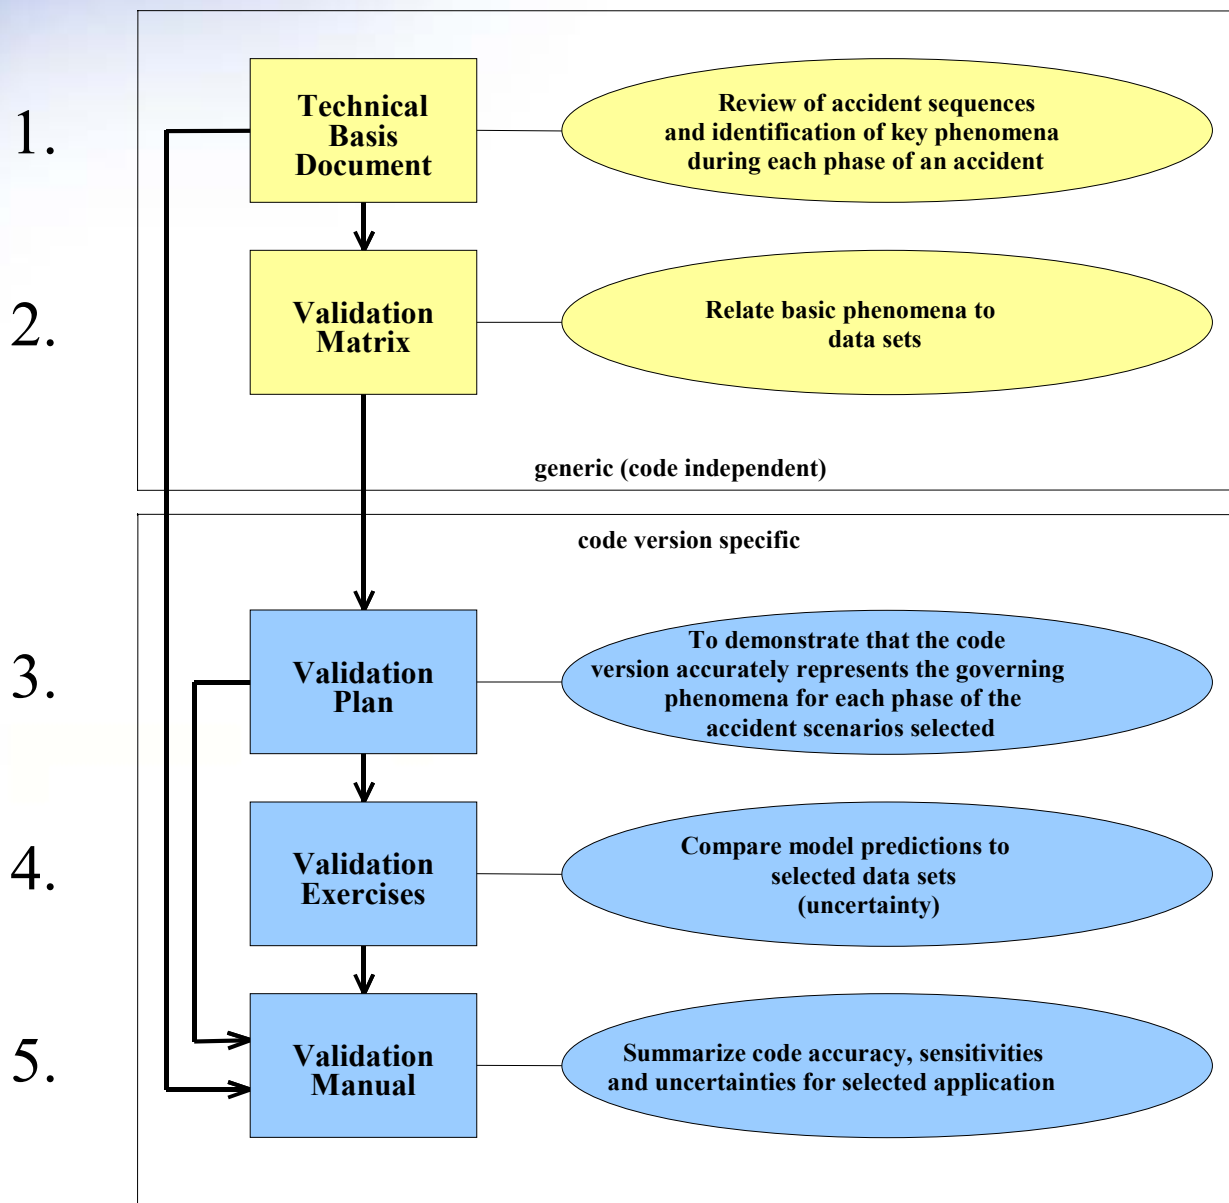 1.
Technical
Basis
Document
Review of accident sequences
and identification of key phenomena
during each phase of an accident
2.
Validation
Matrix
Relate basic phenomena to
data sets
generic (code independent)
code version specific
3.
Validation
Plan
To demonstrate that the code
version accurately represents the governing
phenomena for each phase of the
accident scenarios selected
4.
Validation
Exercises
Compare model predictions to
selected data sets
(uncertainty)
5.
Validation
Manual
Summarize code accuracy, sensitivities
and uncertainties for selected application